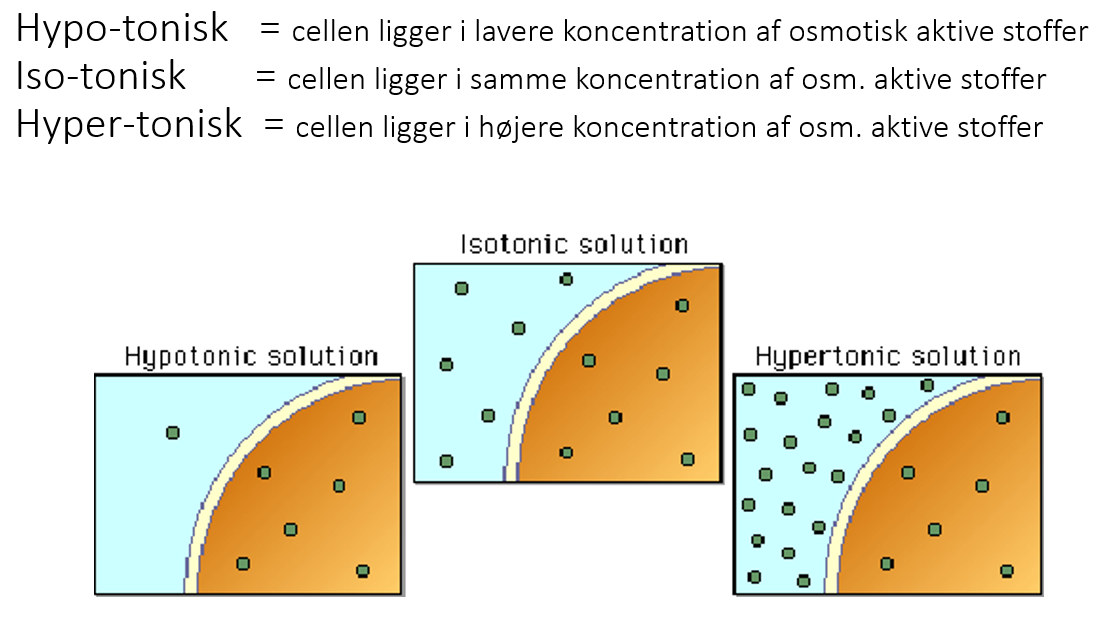 Hypo-tonisk = cellen ligger i lavere koncentration af osmotisk aktive stoffer
Iso-tonisk = cellen ligger i samme koncentration af osm. aktive stoffer
Hyper-tonisk = cellen ligger i højere koncentration af osm. aktive stoffer
Isotonic solution
Hypotonic solution
Hypertonic solution